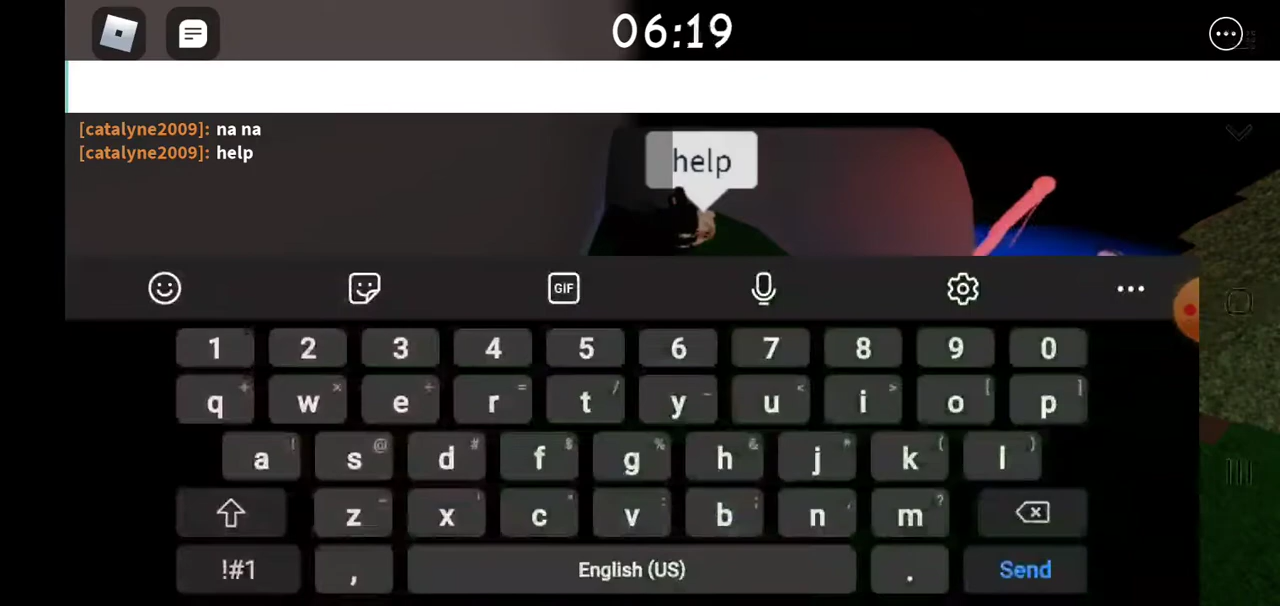 06:19
[catalyne2009]: na na
[catalyne2009]: help
help
GIF
1 2 3 4 5 6 7 8 9 0
q w e r t y u i o p
a s d f g h j k l
z x c v b n m
!#1 , English (US) . Send